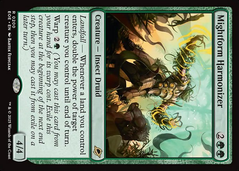 Mightform Harmonizer
2
Creature — Insect Druid
Landfall — Whenever a land you control
enters, double the power of target
creature you control until end of turn.
Warp 2 (You may cast this card from
your hand for its warp cost. Exile this
creature at the beginning of the next end
step, then you may cast it from exile on a
later turn.)
4/4